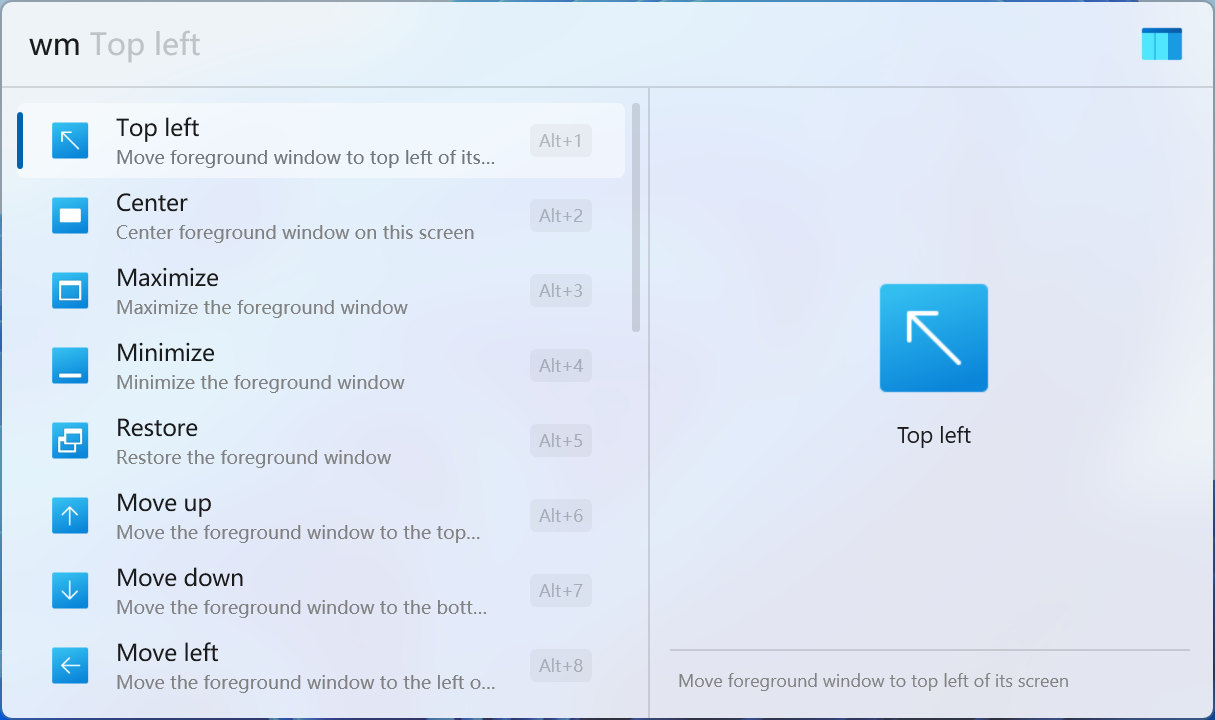 wm Top left
Top left
Move foreground window to top left of its...
Alt+1
Center
Center foreground window on this screen
Alt+2
Maximize
Maximize the foreground window
Alt+3
Minimize
Minimize the foreground window
Alt+4
Restore
Restore the foreground window
Alt+5
Move up
Move the foreground window to the top...
Alt+6
Move down
Move the foreground window to the bott...
Alt+7
Move left
Move the foreground window to the left o...
Alt+8
Top left
Move foreground window to top left of its screen